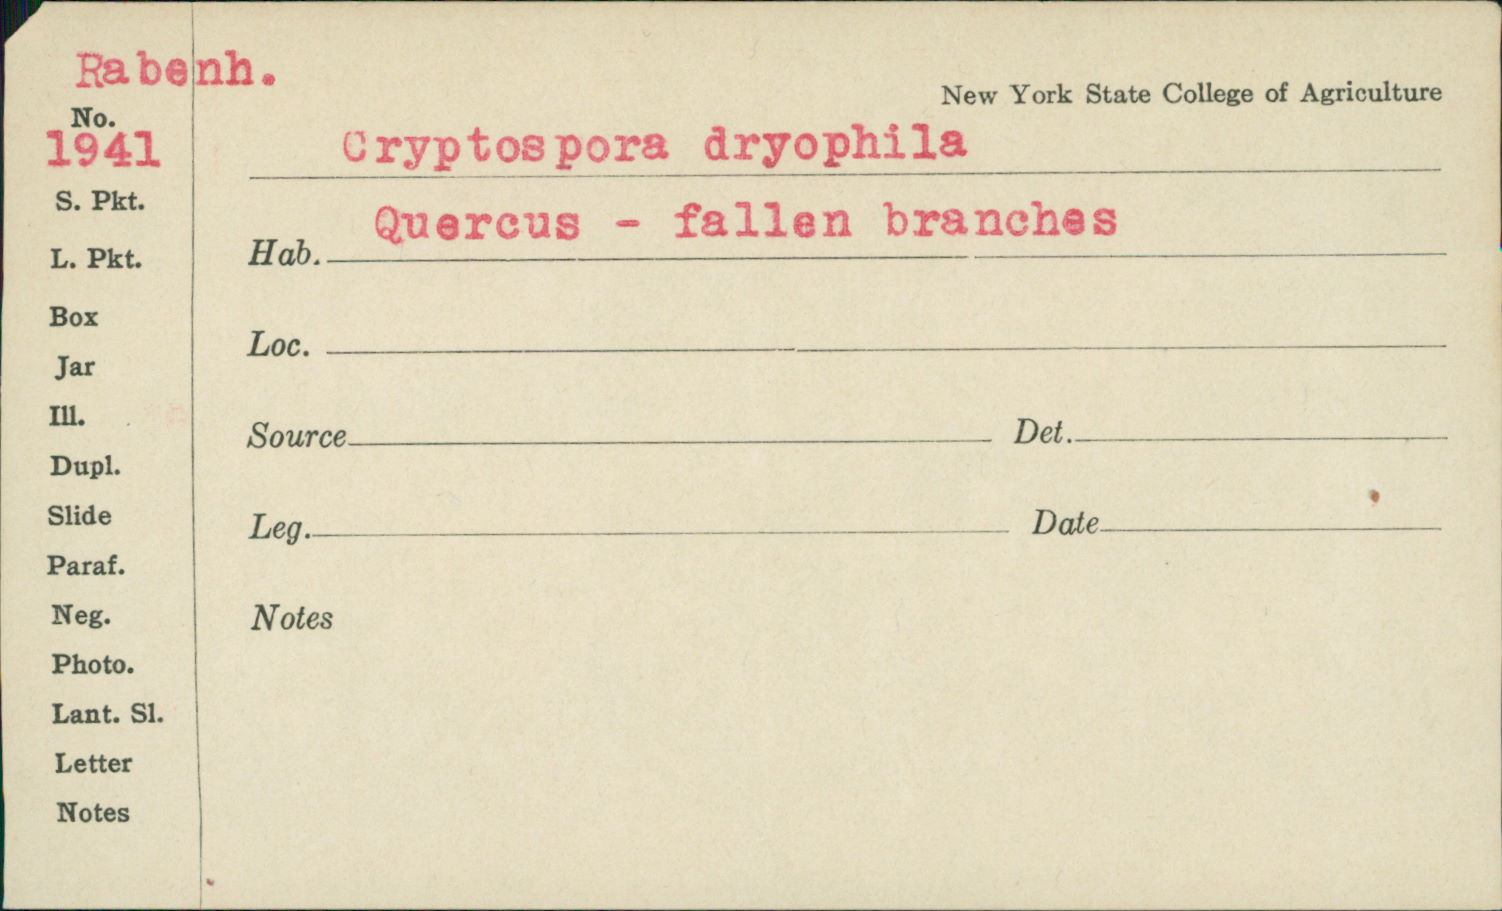 Rabenh.
New York State College of Agriculture
No.
1941
Cryptospora dryophila
S. Pkt.
Quercus - fallen branches
Hab.
L. Pkt.
Box
Loc.
Jar
Ill.
Source Det.
Dupl.
Slide
Leg. Date
Paraf.
Neg.
Notes
Photo.
Lant. Sl.
Letter
Notes